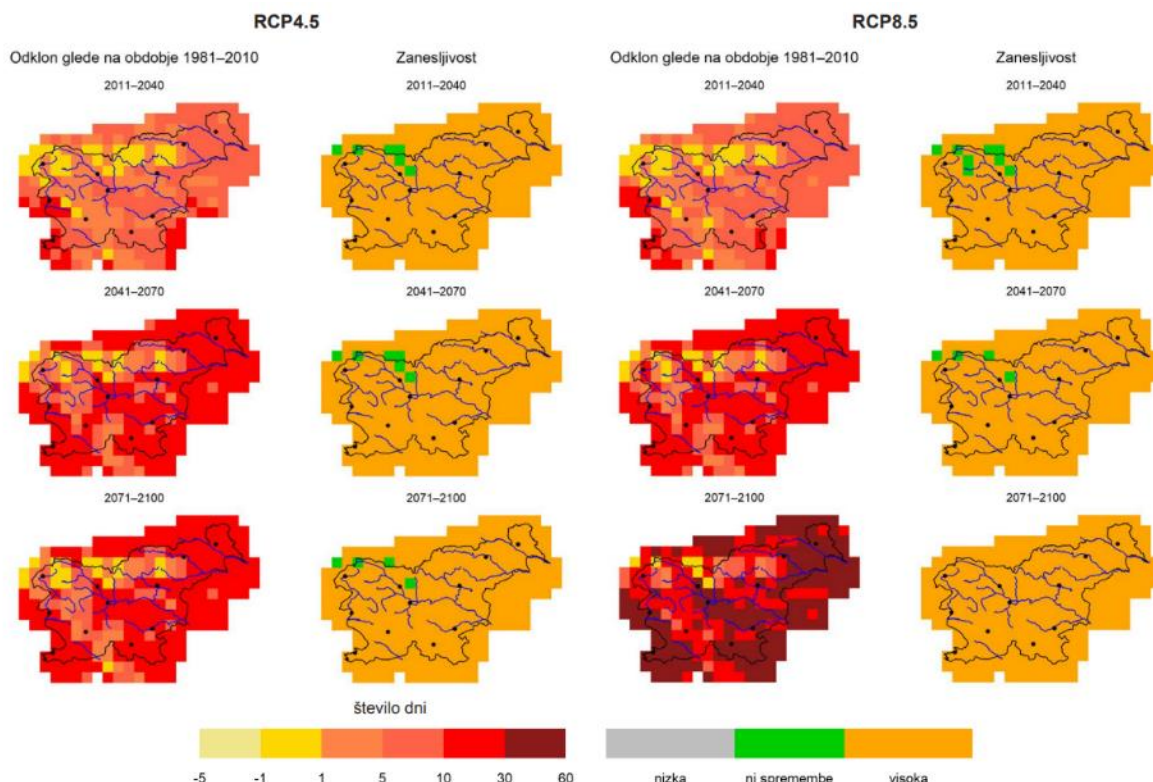 RCP4.5 RCP8.5
Odklon glede na obdobje 1981–2010 Zanesljivost Odklon glede na obdobje 1981–2010 Zanesljivost
2011–2040 2011–2040 2011–2040 2011–2040
2041–2070 2041–2070 2041–2070 2041–2070
2071–2100 2071–2100 2071–2100 2071–2100
število dni
-5 -1 1 5 10 30 60 nizka ni spremembe visoka